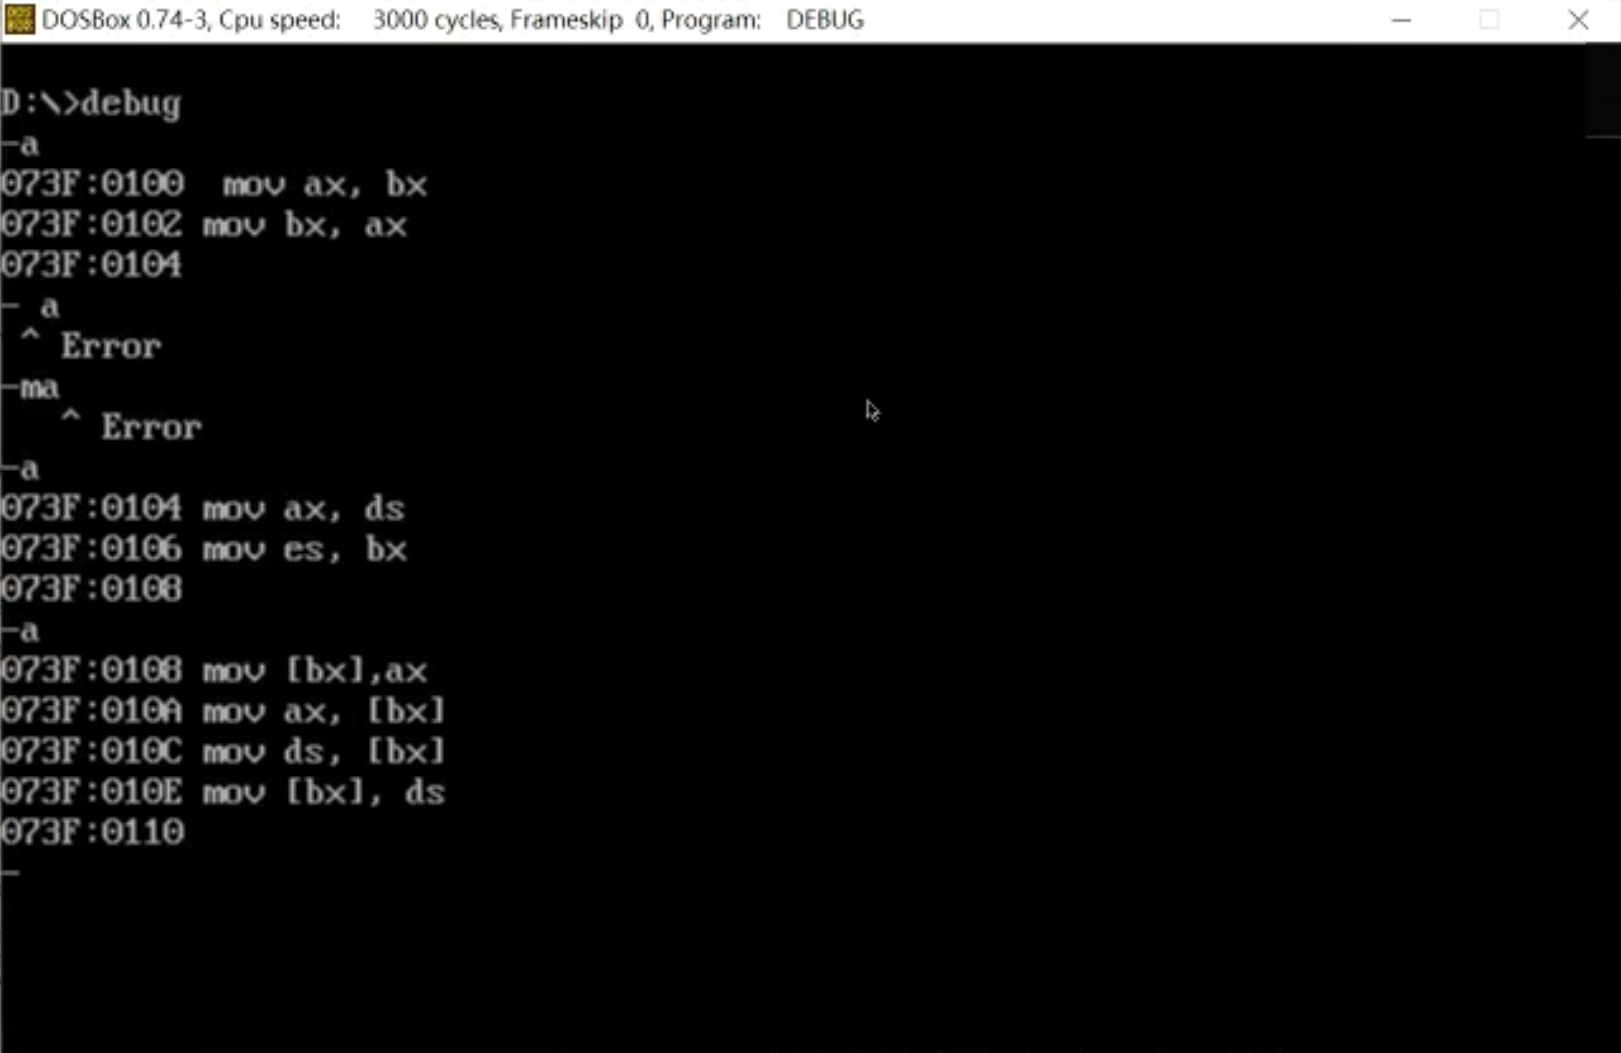 DOSBox 0.74-3, Cpu speed: 3000 cycles, Frameskip 0, Program: DEBUG
D:\>debug
-a
073F:0100  mov ax, bx
073F:0102 mov bx, ax
073F:0104
- a
 ^ Error
-ma
   ^ Error
-a
073F:0104 mov ax, ds
073F:0106 mov es, bx
073F:0108
-a
073F:0108 mov [bx],ax
073F:010A mov ax, [bx]
073F:010C mov ds, [bx]
073F:010E mov [bx], ds
073F:0110
-